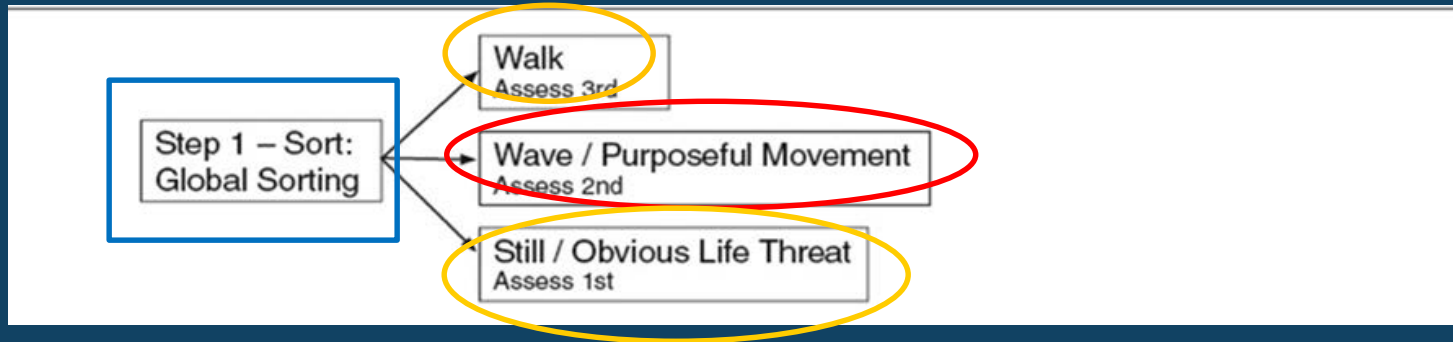 Walk
Assess 3rd
Step 1 – Sort:
Global Sorting
Wave / Purposeful Movement
Assess 2nd
Still / Obvious Life Threat
Assess 1st